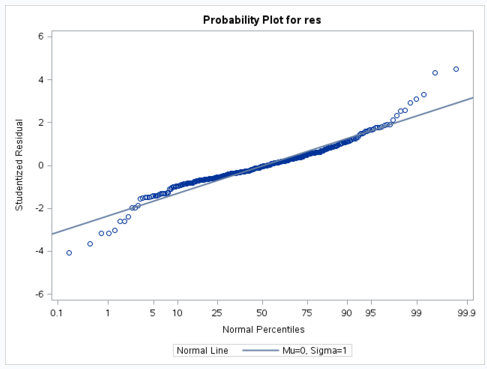 Probability Plot for res
6
4
2
0
-2
-4
-6
Studentized Residual
0.1 1 5 10 25 50 75 90 95 99 99.9
Normal Percentiles
Normal Line Mu=0, Sigma=1